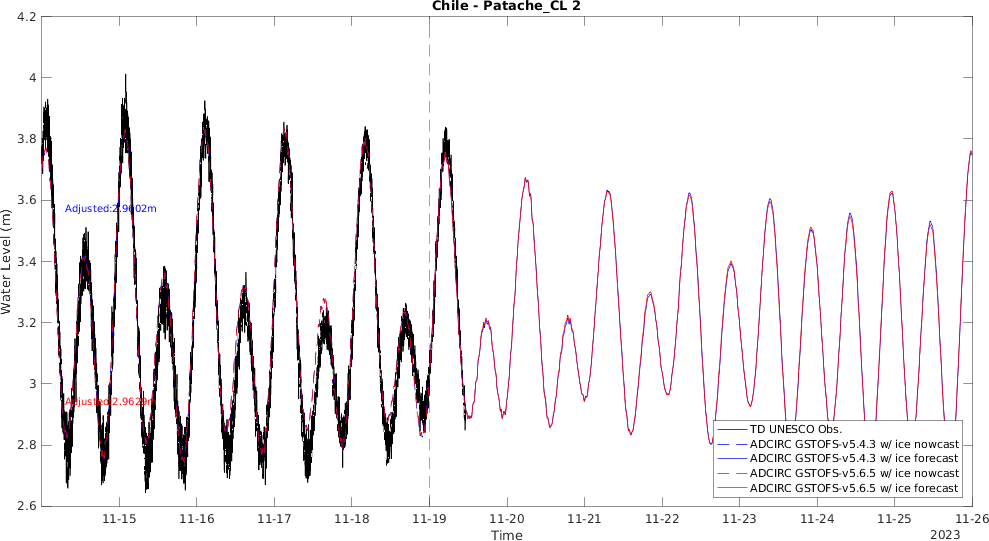 Chile - Patache_CL 2
4.2
4
3.8
3.6
3.4
3.2
3
2.8
2.6
Water Level (m)
Adjusted:2.9602m
Adjusted:2.9629m
TD UNESCO Obs.
ADCIRC GSTOFS-v5.4.3 w/ ice nowcast
ADCIRC GSTOFS-v5.4.3 w/ ice forecast
ADCIRC GSTOFS-v5.6.5 w/ ice nowcast
ADCIRC GSTOFS-v5.6.5 w/ ice forecast
11-15 11-16 11-17 11-18 11-19 11-20 11-21 11-22 11-23 11-24 11-25 11-26
Time
2023